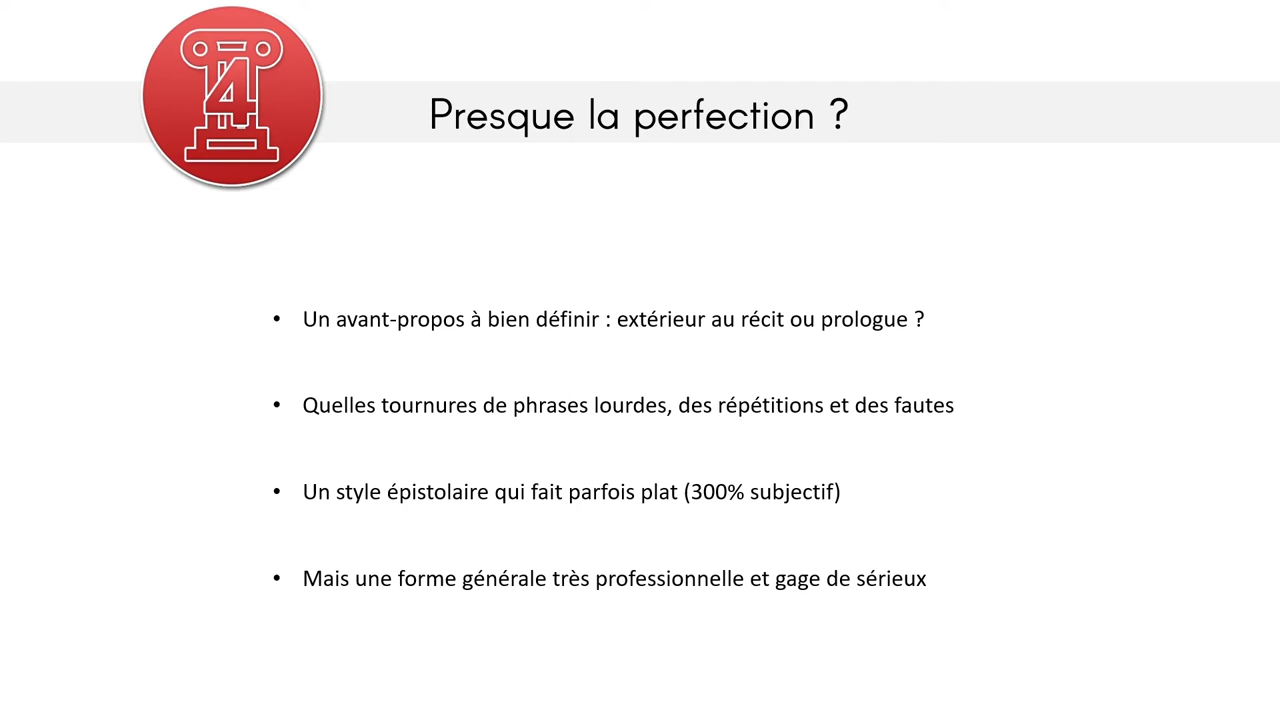 4
Presque la perfection ?
• Un avant-propos à bien définir : extérieur au récit ou prologue ?
• Quelles tournures de phrases lourdes, des répétitions et des fautes
• Un style épistolaire qui fait parfois plat (300% subjectif)
• Mais une forme générale très professionnelle et gage de sérieux